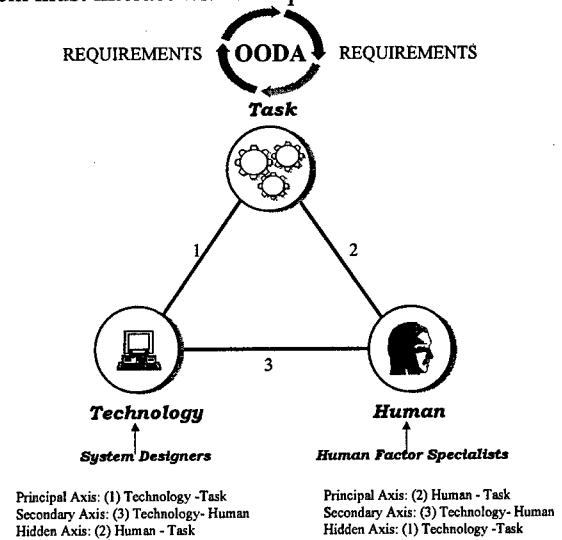 REQUIREMENTS OODA REQUIREMENTS
Task
1
2
3
Technology
Human
System Designers
Human Factor Specialists
Principal Axis: (1) Technology -Task
Secondary Axis: (3) Technology- Human
Hidden Axis: (2) Human - Task
Principal Axis: (2) Human - Task
Secondary Axis: (3) Technology- Human
Hidden Axis: (1) Technology -Task